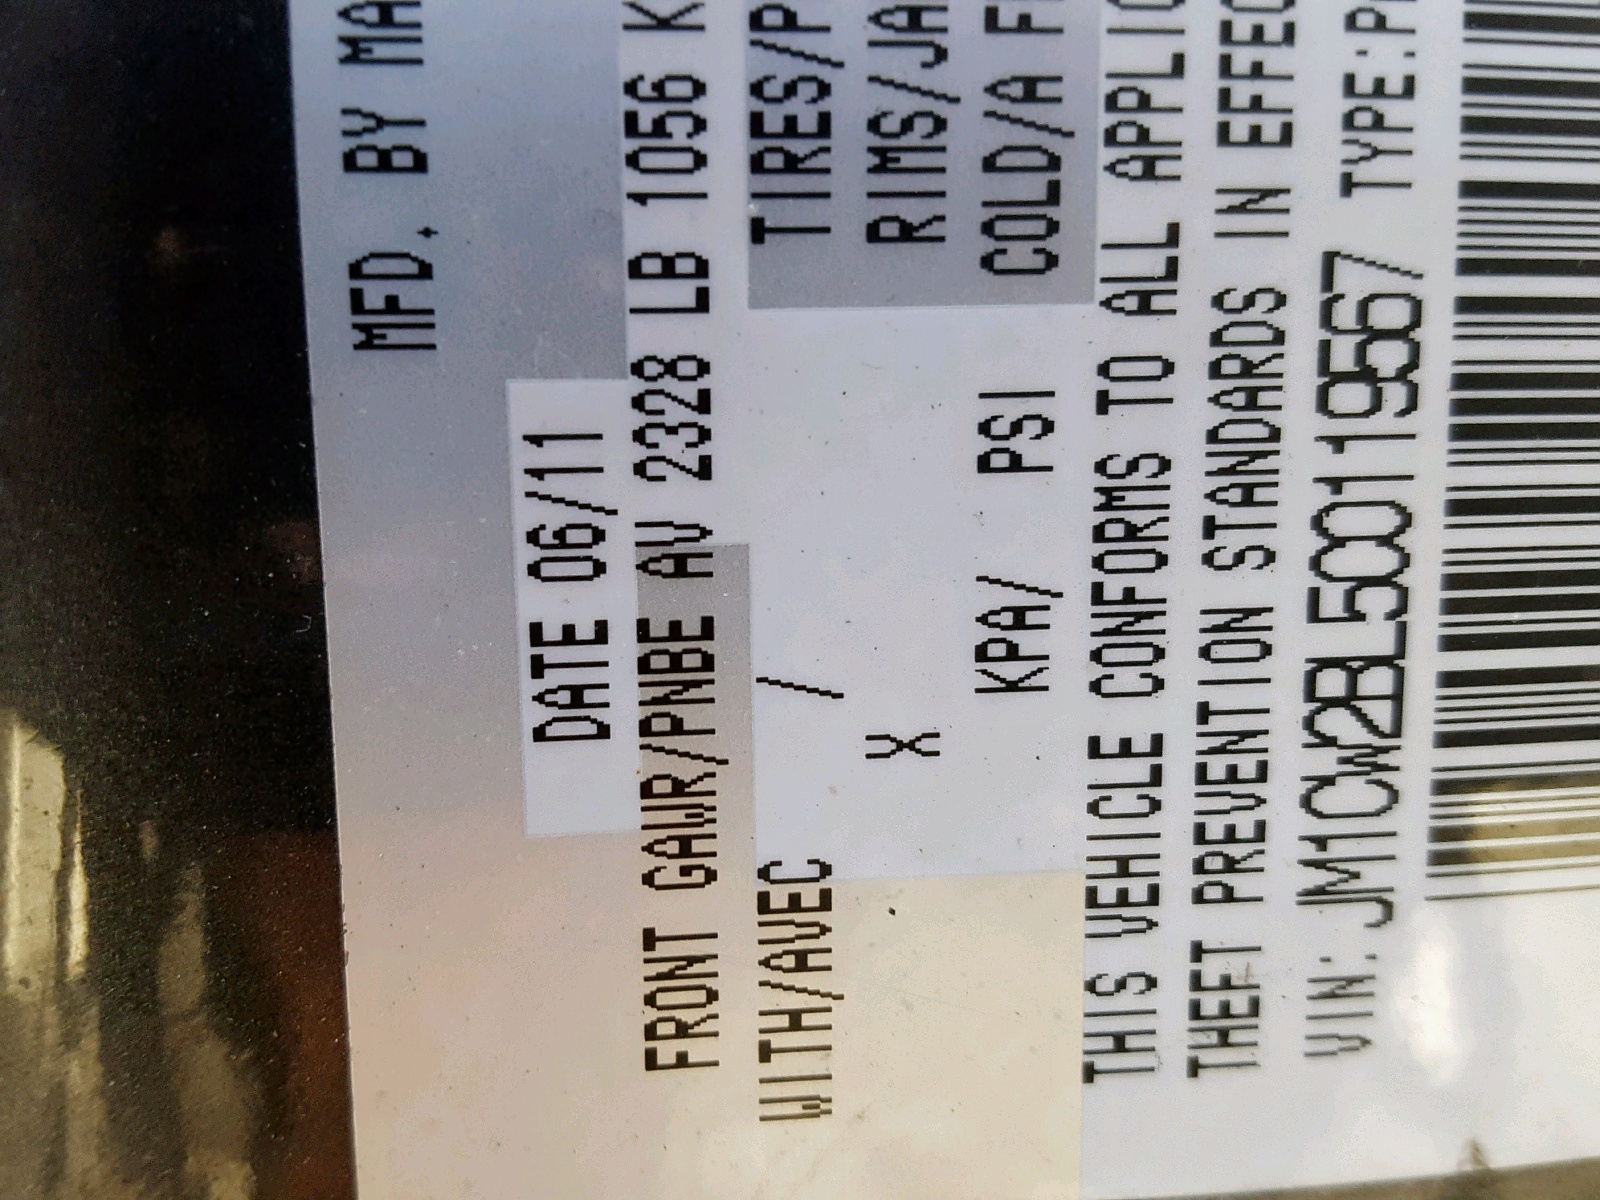 MFD. BY MA
DATE 06/11
FRONT GAWR/PNBE AV 2328 LB 1056 K
WITH/AVEC / TIRES/P
X RIMS/JA
KPA/ PSI COLD/A F
THIS VEHICLE CONFORMS TO ALL APPLIC
THEFT PREVENTION STANDARDS IN EFFEC
VIN: JM1CW2BL5C0119567 TYPE:P